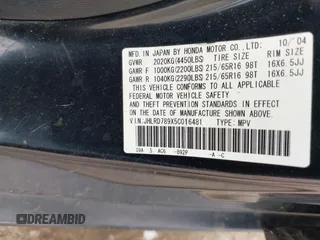 MFD. IN JAPAN BY HONDA MOTOR CO.,LTD. 10/04
GVWR 2020KG(4450LBS) TIRE SIZE RIM SIZE
GAWR F 1000KG(2200LBS) 215/65R16 98T 16X6.5JJ
GAWR R 1040KG(2290LBS) 215/65R16 98T 16X6.5JJ
THIS VEHICLE CONFORMS TO ALL APPLICABLE
FEDERAL MOTOR VEHICLE SAFETY AND
THEFT PREVENTION STANDARDS IN EFFECT ON
THE DATE OF MANUFACTURE SHOWN ABOVE.
V.I.N:JHLRD789X5C016481 TYPE: MPV
-A -C
DREAMBID